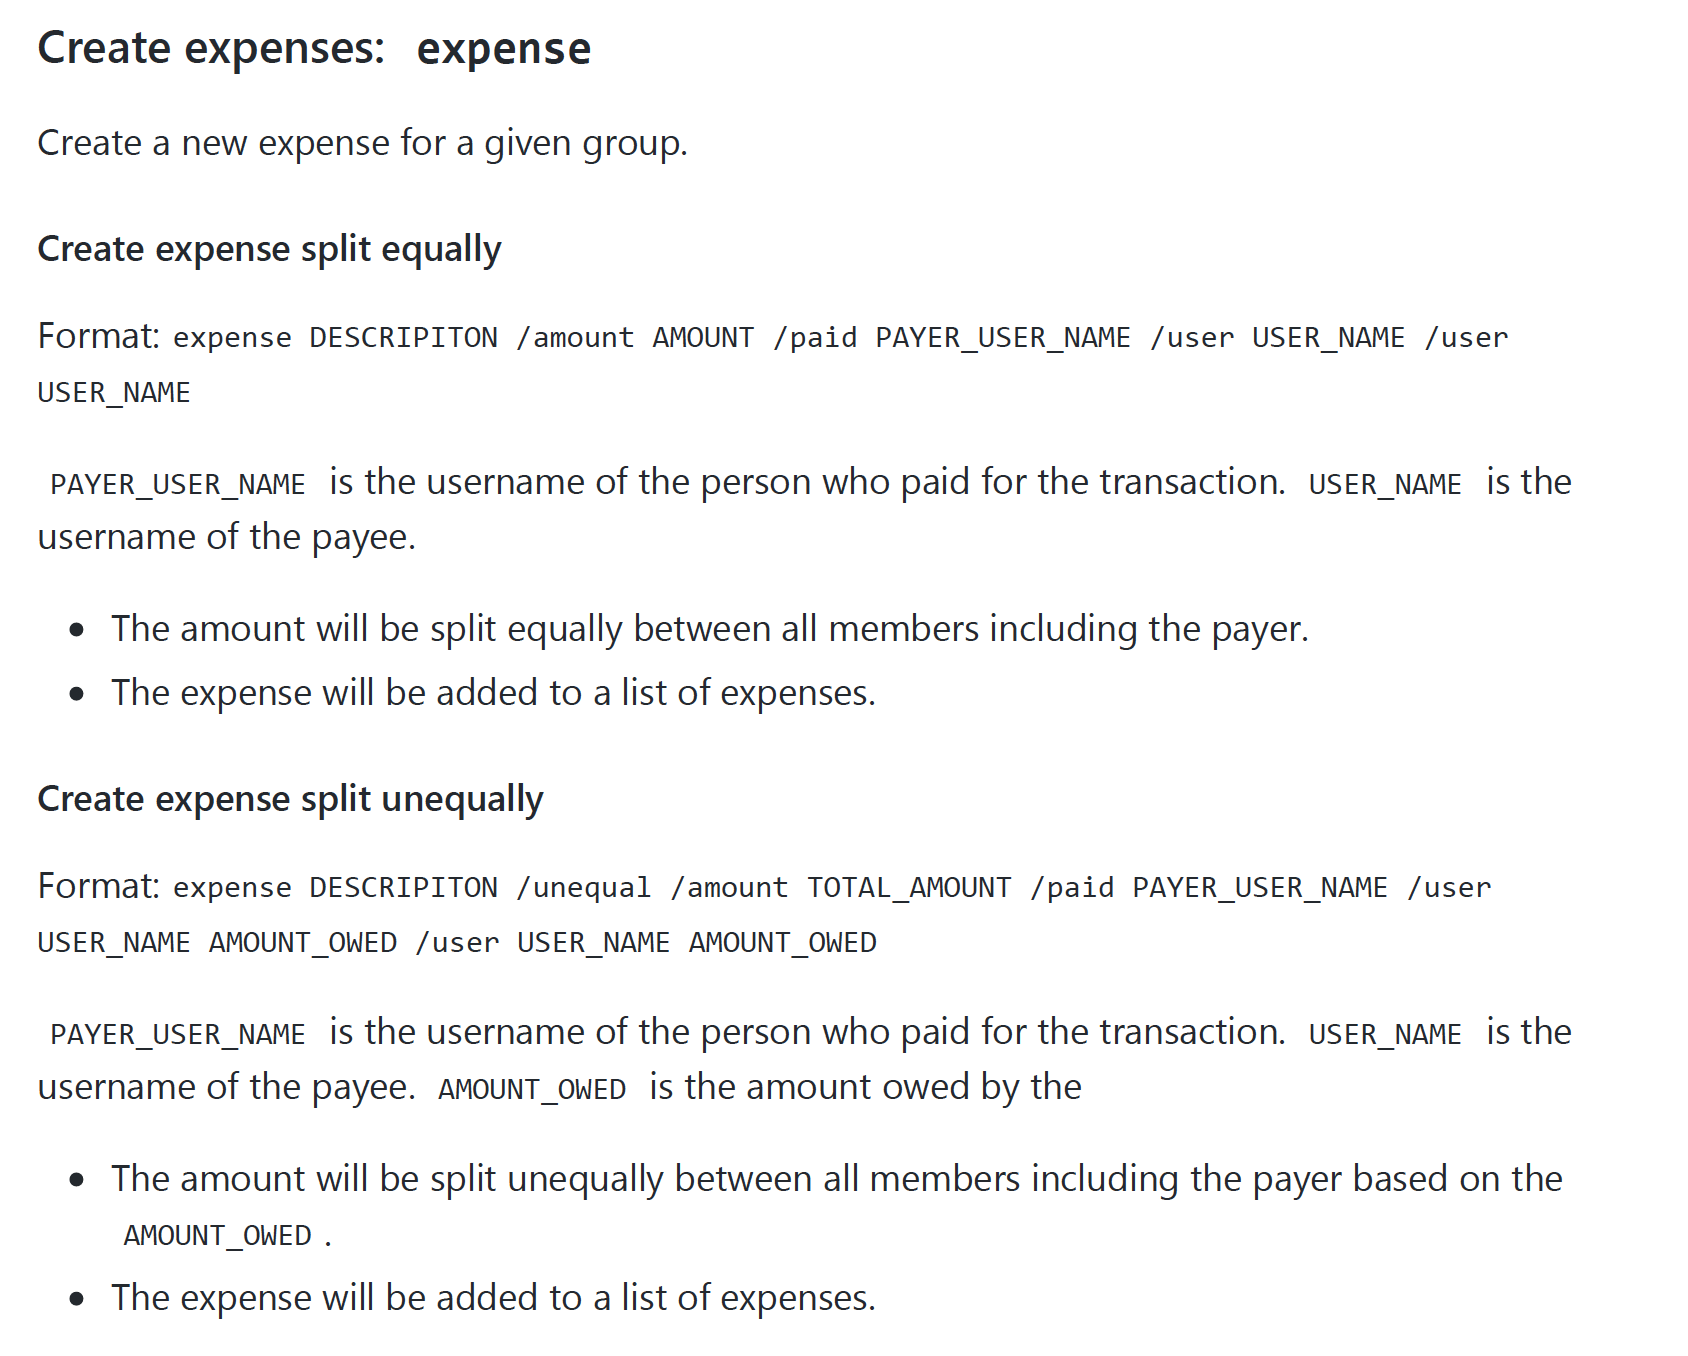 Create expenses: expense
Create a new expense for a given group.
Create expense split equally
Format: expense DESCRIPITON /amount AMOUNT /paid PAYER_USER_NAME /user USER_NAME /user
USER_NAME
PAYER_USER_NAME is the username of the person who paid for the transaction. USER_NAME is the
username of the payee.
• The amount will be split equally between all members including the payer.
• The expense will be added to a list of expenses.
Create expense split unequally
Format: expense DESCRIPITON /unequal /amount TOTAL_AMOUNT /paid PAYER_USER_NAME /user
USER_NAME AMOUNT_OWED /user USER_NAME AMOUNT_OWED
PAYER_USER_NAME is the username of the person who paid for the transaction. USER_NAME is the
username of the payee. AMOUNT_OWED is the amount owed by the
• The amount will be split unequally between all members including the payer based on the
AMOUNT_OWED .
• The expense will be added to a list of expenses.